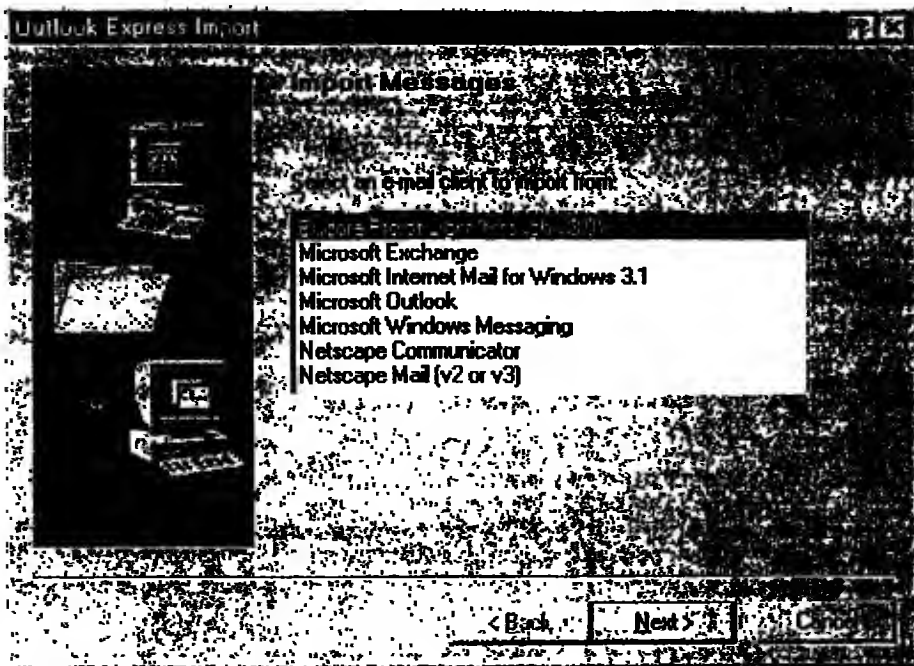 Outlook Express Import
Import Messages
Select an e-mail client to import from:
Microsoft Exchange
Microsoft Internet Mail for Windows 3.1
Microsoft Outlook
Microsoft Windows Messaging
Netscape Communicator
Netscape Mail (v2 or v3)
< Back
Next >
Cancel